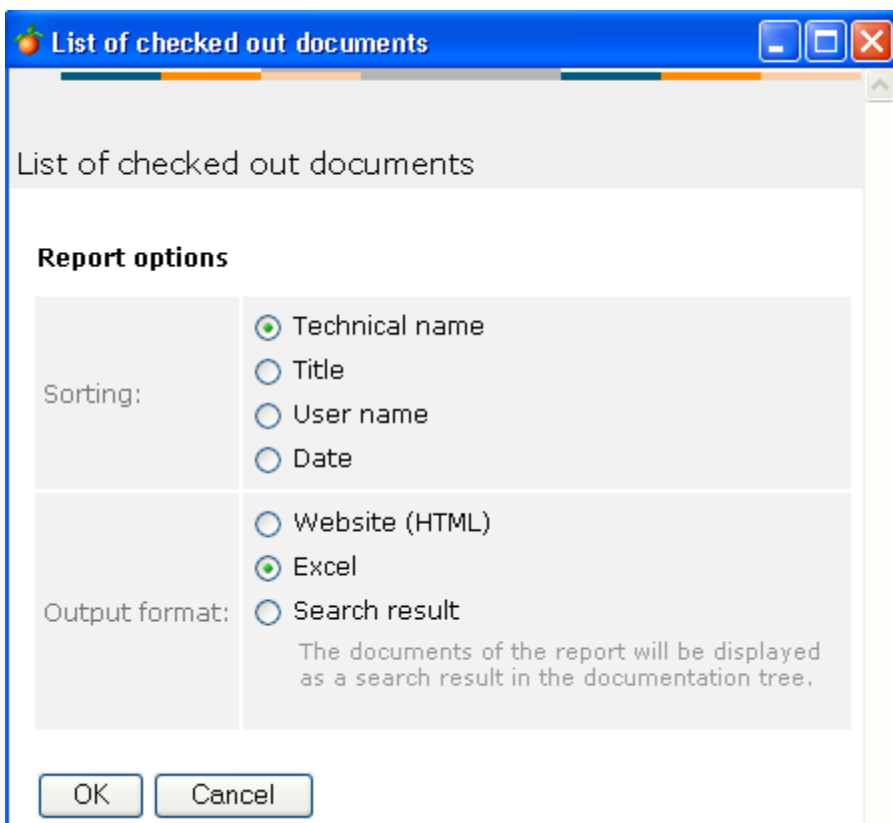 List of checked out documents
List of checked out documents
Report options
Sorting:
Technical name
Title
User name
Date
Output format:
Website (HTML)
Excel
Search result
The documents of the report will be displayed
as a search result in the documentation tree.
OK Cancel